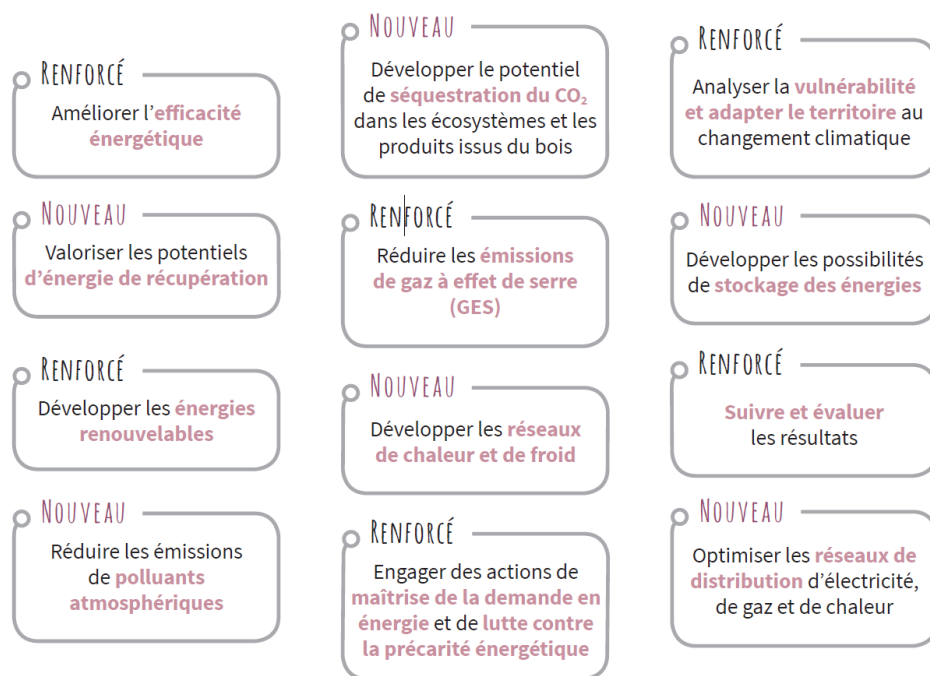 RENFORCÉ
Améliorer l'efficacité
énergétique
NOUVEAU
Valoriser les potentiels
d'énergie de récupération
RENFORCÉ
Développer les énergies
renouvelables
NOUVEAU
Réduire les émissions
de polluants
atmosphériques
NOUVEAU
Développer le potentiel
de séquestration du CO₂
dans les écosystèmes et les
produits issus du bois
RENFORCÉ
Réduire les émissions
de gaz à effet de serre
(GES)
NOUVEAU
Développer les réseaux
de chaleur et de froid
RENFORCÉ
Engager des actions de
maîtrise de la demande en
énergie et de lutte contre
la précarité énergétique
RENFORCÉ
Analyser la vulnérabilité
et adapter le territoire au
changement climatique
NOUVEAU
Développer les possibilités
de stockage des énergies
RENFORCÉ
Suivre et évaluer
les résultats
NOUVEAU
Optimiser les réseaux de
distribution d'électricité,
de gaz et de chaleur